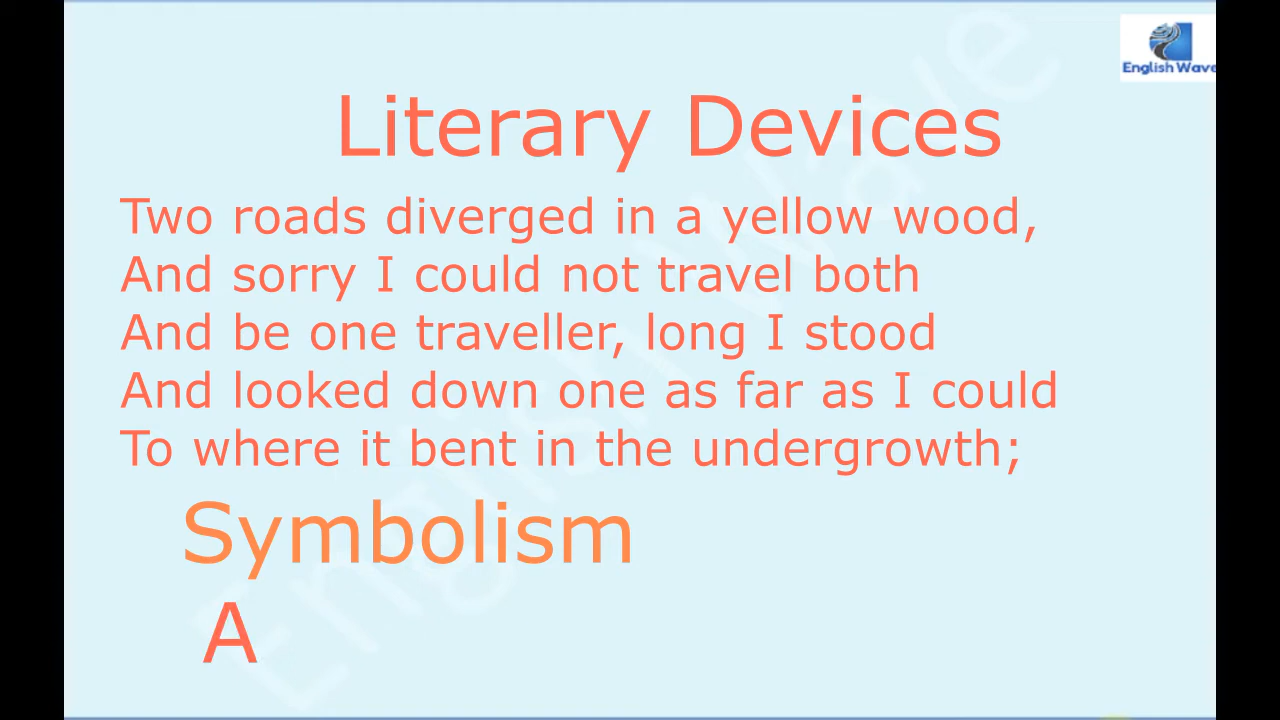 English Wave
Literary Devices
Two roads diverged in a yellow wood,
And sorry I could not travel both
And be one traveller, long I stood
And looked down one as far as I could
To where it bent in the undergrowth;
Symbolism
A
English Wave